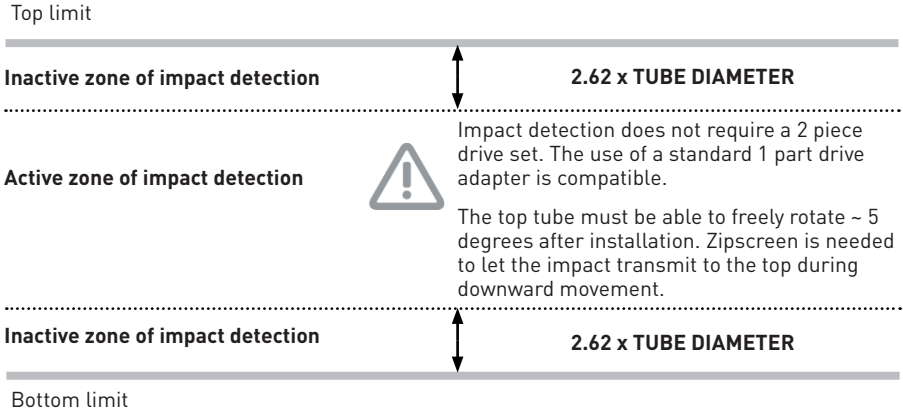 Top limit
Inactive zone of impact detection
2.62 x TUBE DIAMETER
Active zone of impact detection
Impact detection does not require a 2 piece
drive set. The use of a standard 1 part drive
adapter is compatible.
The top tube must be able to freely rotate ~ 5
degrees after installation. Zipscreen is needed
to let the impact transmit to the top during
downward movement.
Inactive zone of impact detection
2.62 x TUBE DIAMETER
Bottom limit